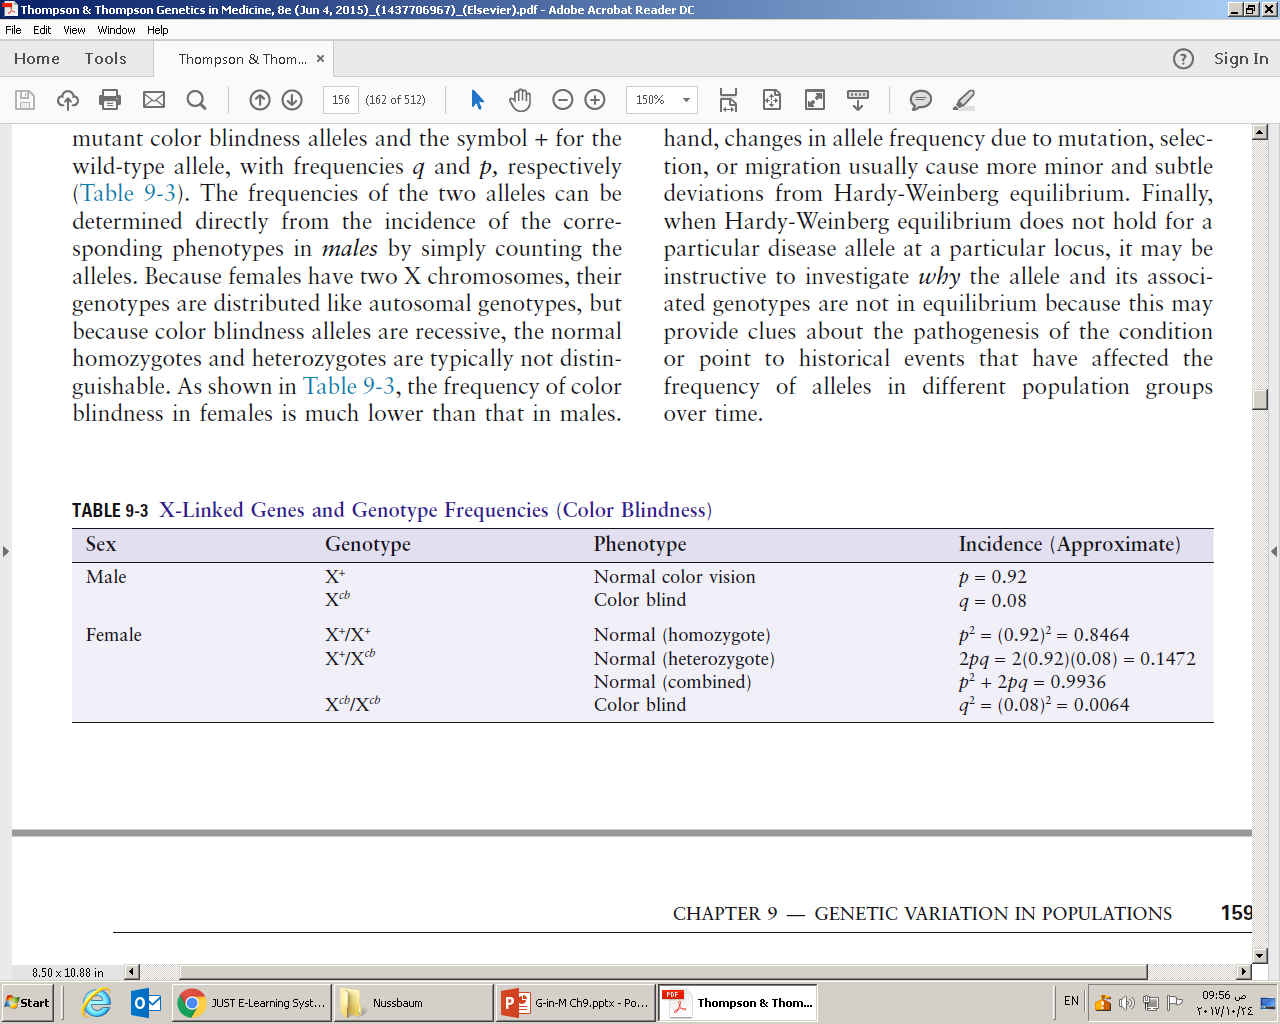 Thompson & Thompson Genetics in Medicine, 8e (Jun 4, 2015)_(1437706967)_(Elsevier).pdf - Adobe Acrobat Reader DC
File Edit View Window Help
Home Tools Thompson & Thom... × ? Sign In
156 (162 of 512) 150%
mutant color blindness alleles and the symbol + for the
wild-type allele, with frequencies q and p, respectively
(Table 9-3). The frequencies of the two alleles can be
determined directly from the incidence of the corre-
sponding phenotypes in males by simply counting the
alleles. Because females have two X chromosomes, their
genotypes are distributed like autosomal genotypes, but
because color blindness alleles are recessive, the normal
homozygotes and heterozygotes are typically not distin-
guishable. As shown in Table 9-3, the frequency of color
blindness in females is much lower than that in males.
hand, changes in allele frequency due to mutation, selec-
tion, or migration usually cause more minor and subtle
deviations from Hardy-Weinberg equilibrium. Finally,
when Hardy-Weinberg equilibrium does not hold for a
particular disease allele at a particular locus, it may be
instructive to investigate why the allele and its associ-
ated genotypes are not in equilibrium because this may
provide clues about the pathogenesis of the condition
or point to historical events that have affected the
frequency of alleles in different population groups
over time.
TABLE 9-3 X-Linked Genes and Genotype Frequencies (Color Blindness)
Sex Genotype Phenotype Incidence (Approximate)
Male X⁺ Normal color vision p = 0.92
Xᶜᵇ Color blind q = 0.08
Female X⁺/X⁺ Normal (homozygote) p² = (0.92)² = 0.8464
X⁺/Xᶜᵇ Normal (heterozygote) 2pq = 2(0.92)(0.08) = 0.1472
Normal (combined) p² + 2pq = 0.9936
Xᶜᵇ/Xᶜᵇ Color blind q² = (0.08)² = 0.0064
CHAPTER 9 — GENETIC VARIATION IN POPULATIONS 159
8.50 x 10.88 in
Start JUST E-Learning Syst... Nussbaum G-in-M Ch9.pptx - Po... PDF Thompson & Thom... EN 09:56 ص
٢٠١٧/١٠/٢٤